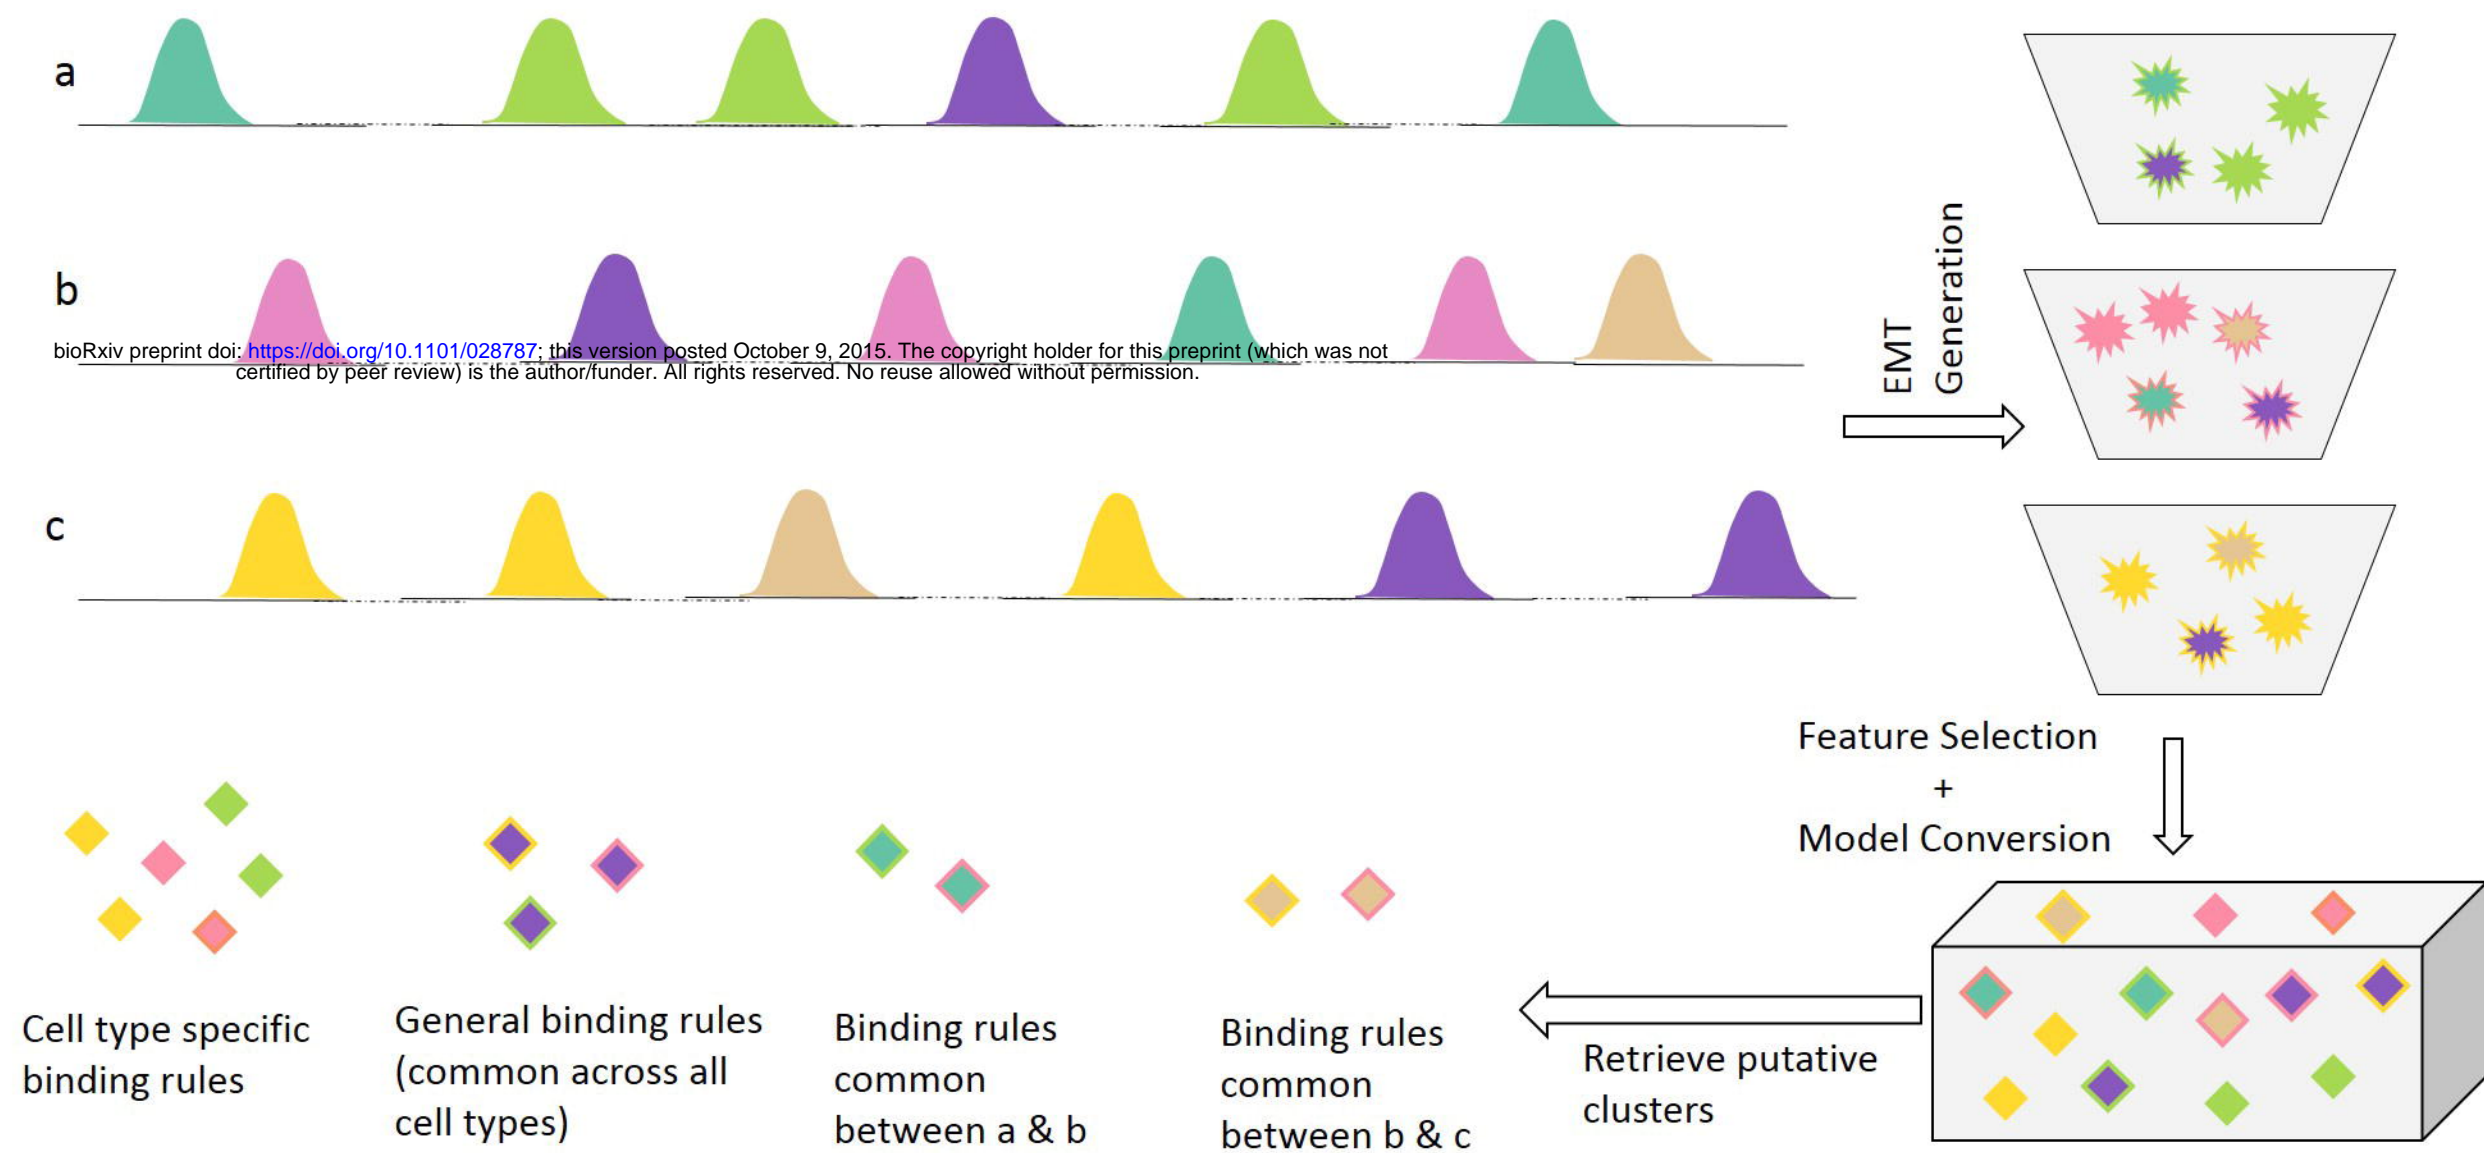 a
b
bioRxiv preprint doi: https://doi.org/10.1101/028787; this version posted October 9, 2015. The copyright holder for this preprint (which was not
certified by peer review) is the author/funder. All rights reserved. No reuse allowed without permission.
c
EMT
Generation
Feature Selection
+
Model Conversion
Retrieve putative
clusters
Cell type specific
binding rules
General binding rules
(common across all
cell types)
Binding rules
common
between a & b
Binding rules
common
between b & c